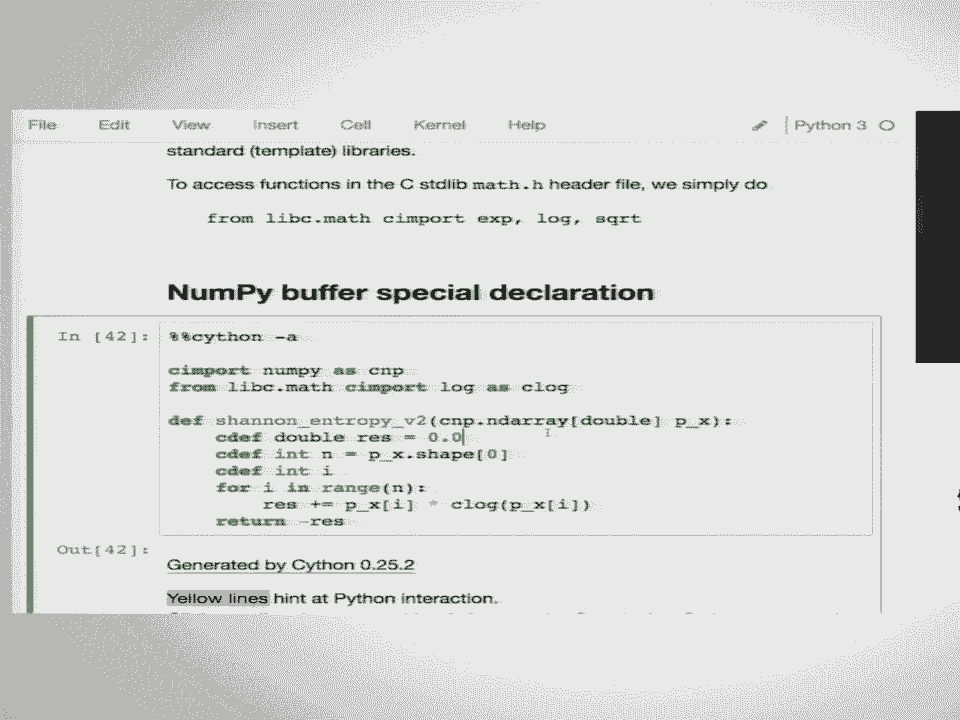 File Edit View Insert Cell Kernel Help Python 3
standard (template) libraries.
To access functions in the C stdlib math.h header file, we simply do
from libc.math cimport exp, log, sqrt
NumPy buffer special declaration
In [42]: %%cython -a
cimport numpy as cnp
from libc.math cimport log as clog
def shannon_entropy_v2(cnp.ndarray[double] p_x):
    cdef double res = 0.0
    cdef int n = p_x.shape[0]
    cdef int i
    for i in range(n):
        res += p_x[i] * clog(p_x[i])
    return -res
Out[42]:
Generated by Cython 0.25.2
Yellow lines hint at Python interaction.